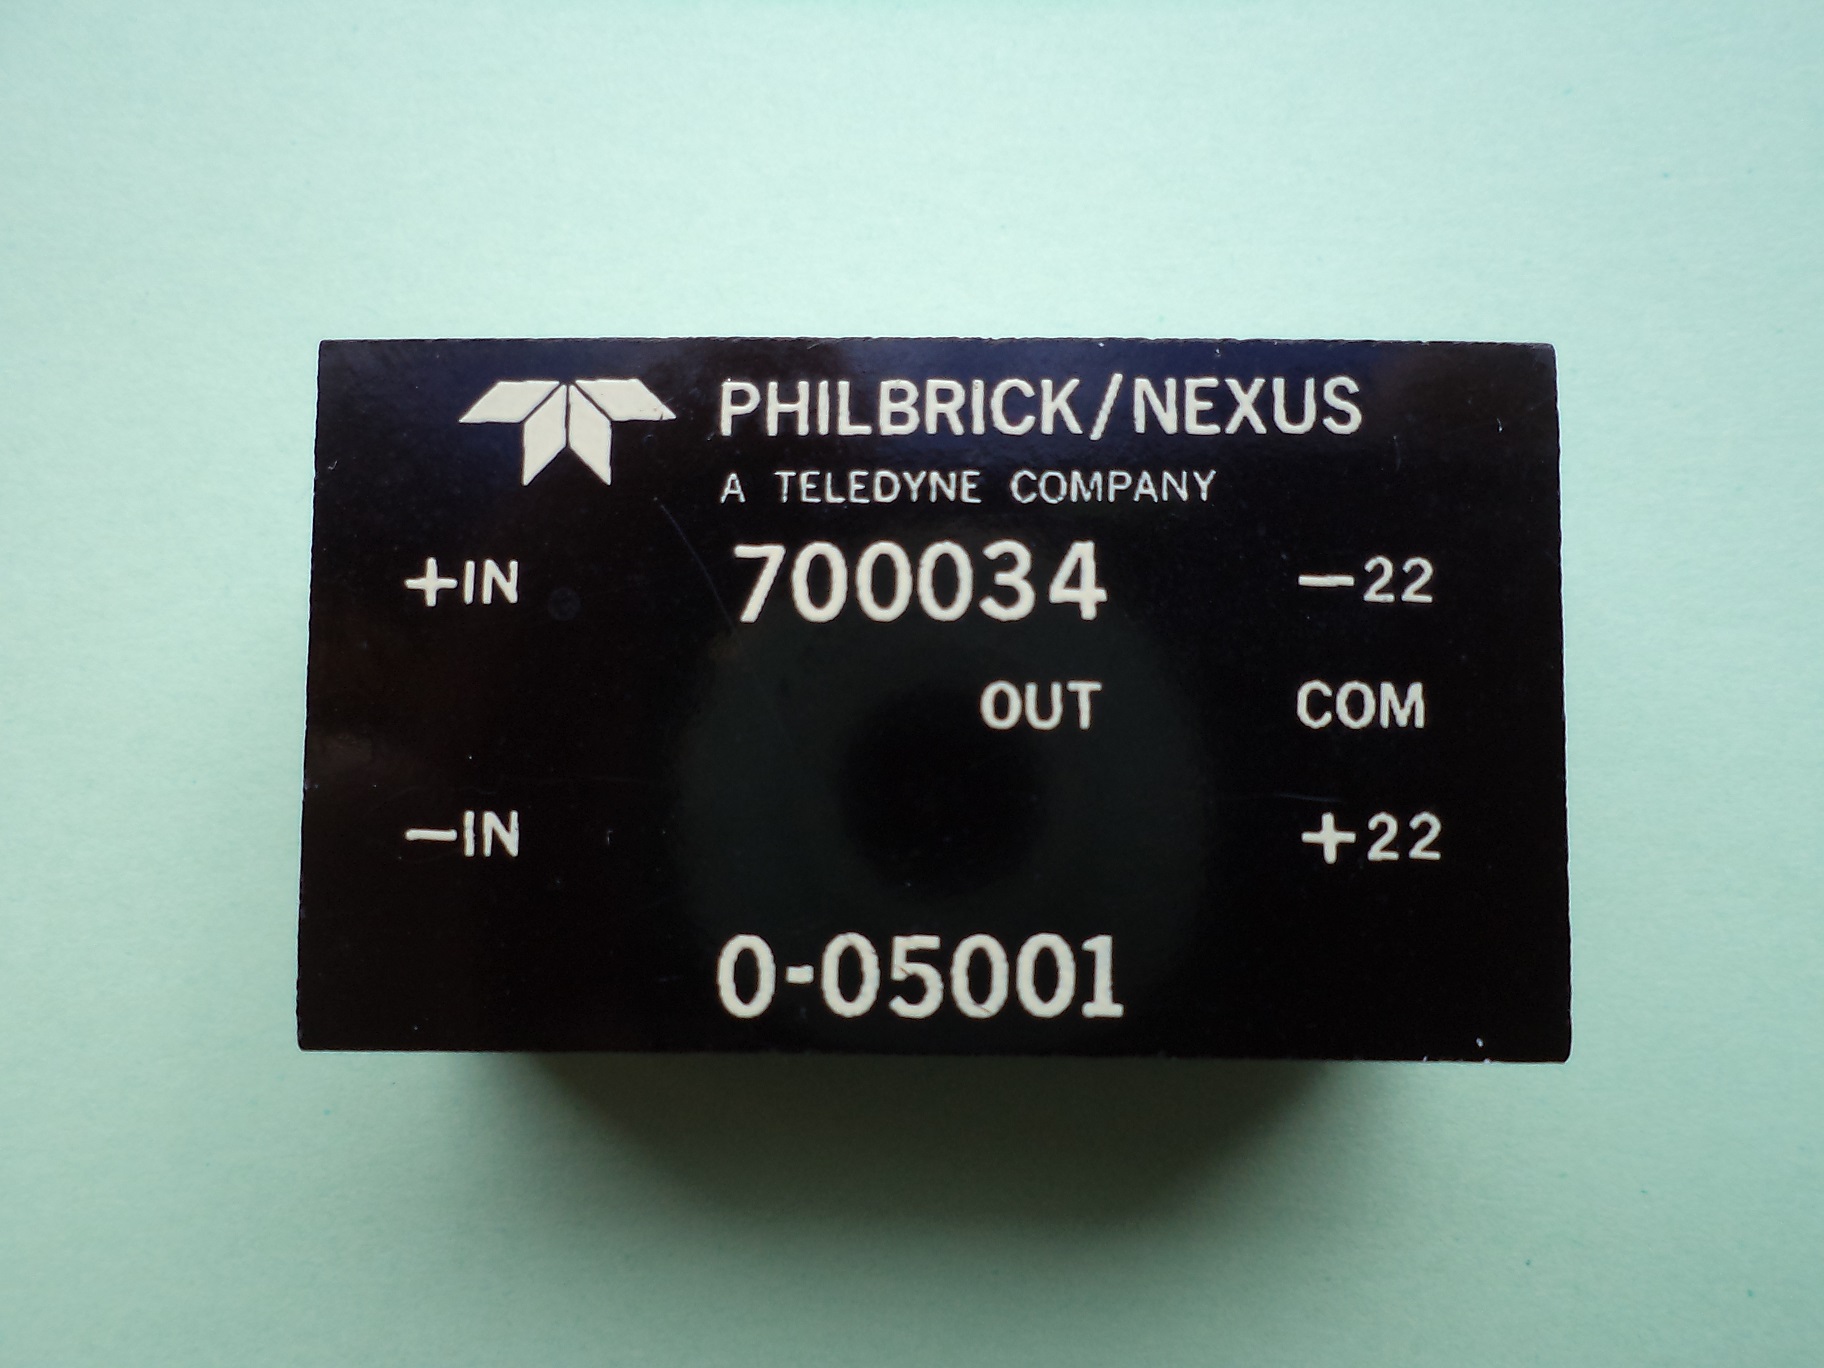 PHILBRICK/NEXUS
A TELEDYNE COMPANY
+IN 700034 −22
OUT COM
−IN +22
0-05001